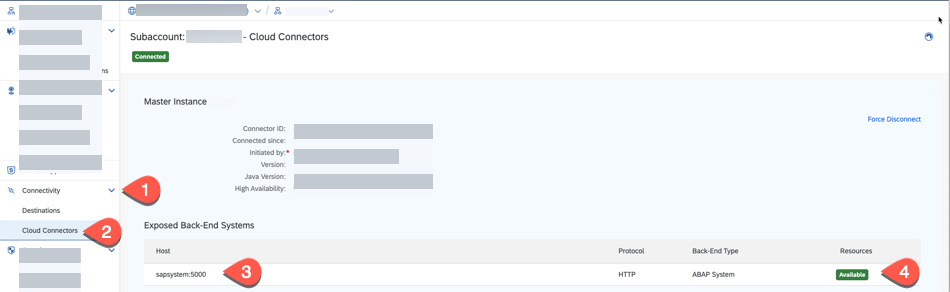 Subaccount: - Cloud Connectors
Connected
ns
Master Instance
Force Disconnect
Connector ID:
Connected since:
Initiated by:*
Version:
Java Version:
High Availability:
Connectivity
1
Destinations
Cloud Connectors
2
Exposed Back-End Systems
Host Protocol Back-End Type Resources
sapsystem:5000 3 HTTP ABAP System Available 4